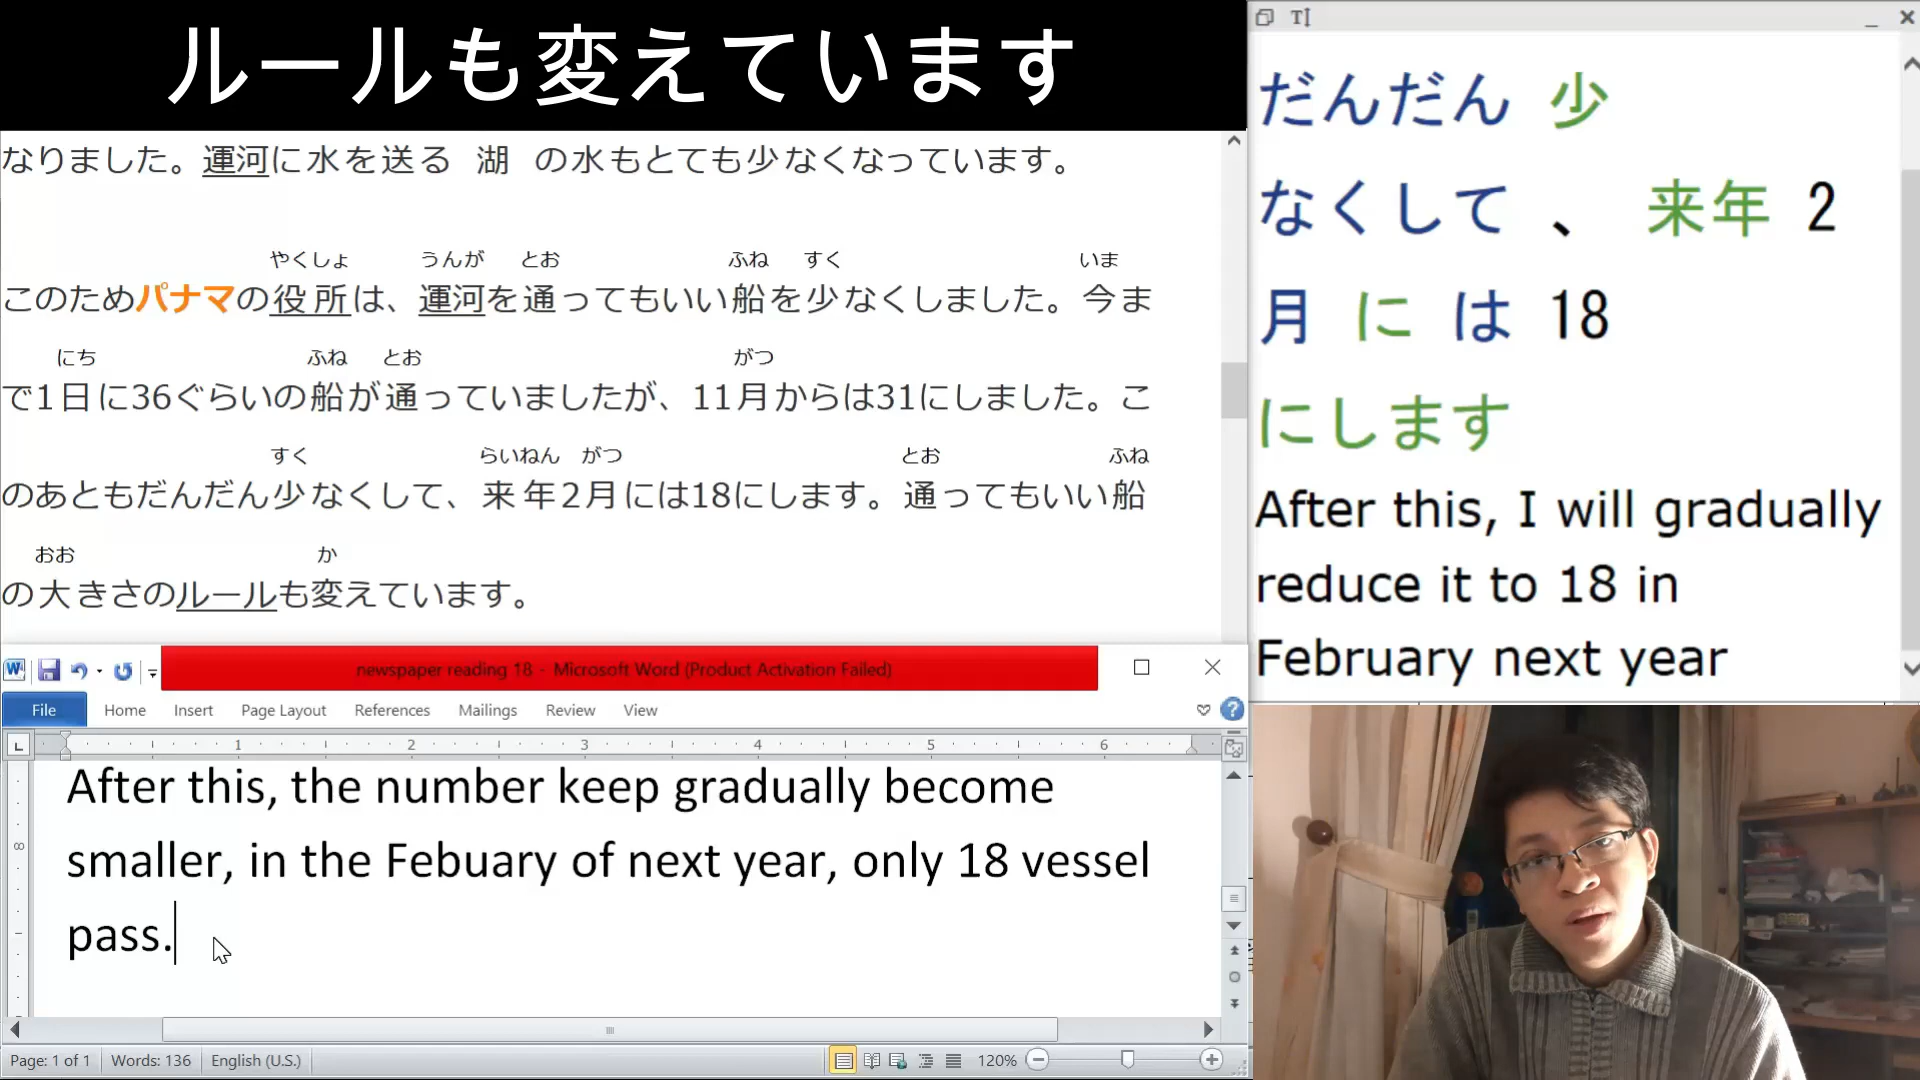 ルールも変えています
なりました。運河に水を送る 湖 の水もとても少なくなっています。
やくしょ うんが とお ふね すく いま
このためパナマの役所は、運河を通ってもいい船を少なくしました。今ま
にち ふね とお がつ
で1日に36ぐらいの船が通っていましたが、11月からは31にしました。こ
すく らいねん がつ とお ふね
のあともだんだん少なくして、来年2月には18にします。通ってもいい船
おお か
の大きさのルールも変えています。
だんだん 少
なくして 、 来年 2
月 に は 18
にします
After this, I will gradually
reduce it to 18 in
February next year
newspaper reading 18 - Microsoft Word (Product Activation Failed)
File Home Insert Page Layout References Mailings Review View
1 2 3 4 5 6
After this, the number keep gradually become
smaller, in the Febuary of next year, only 18 vessel
pass.
Page: 1 of 1 Words: 136 English (U.S.) 120%